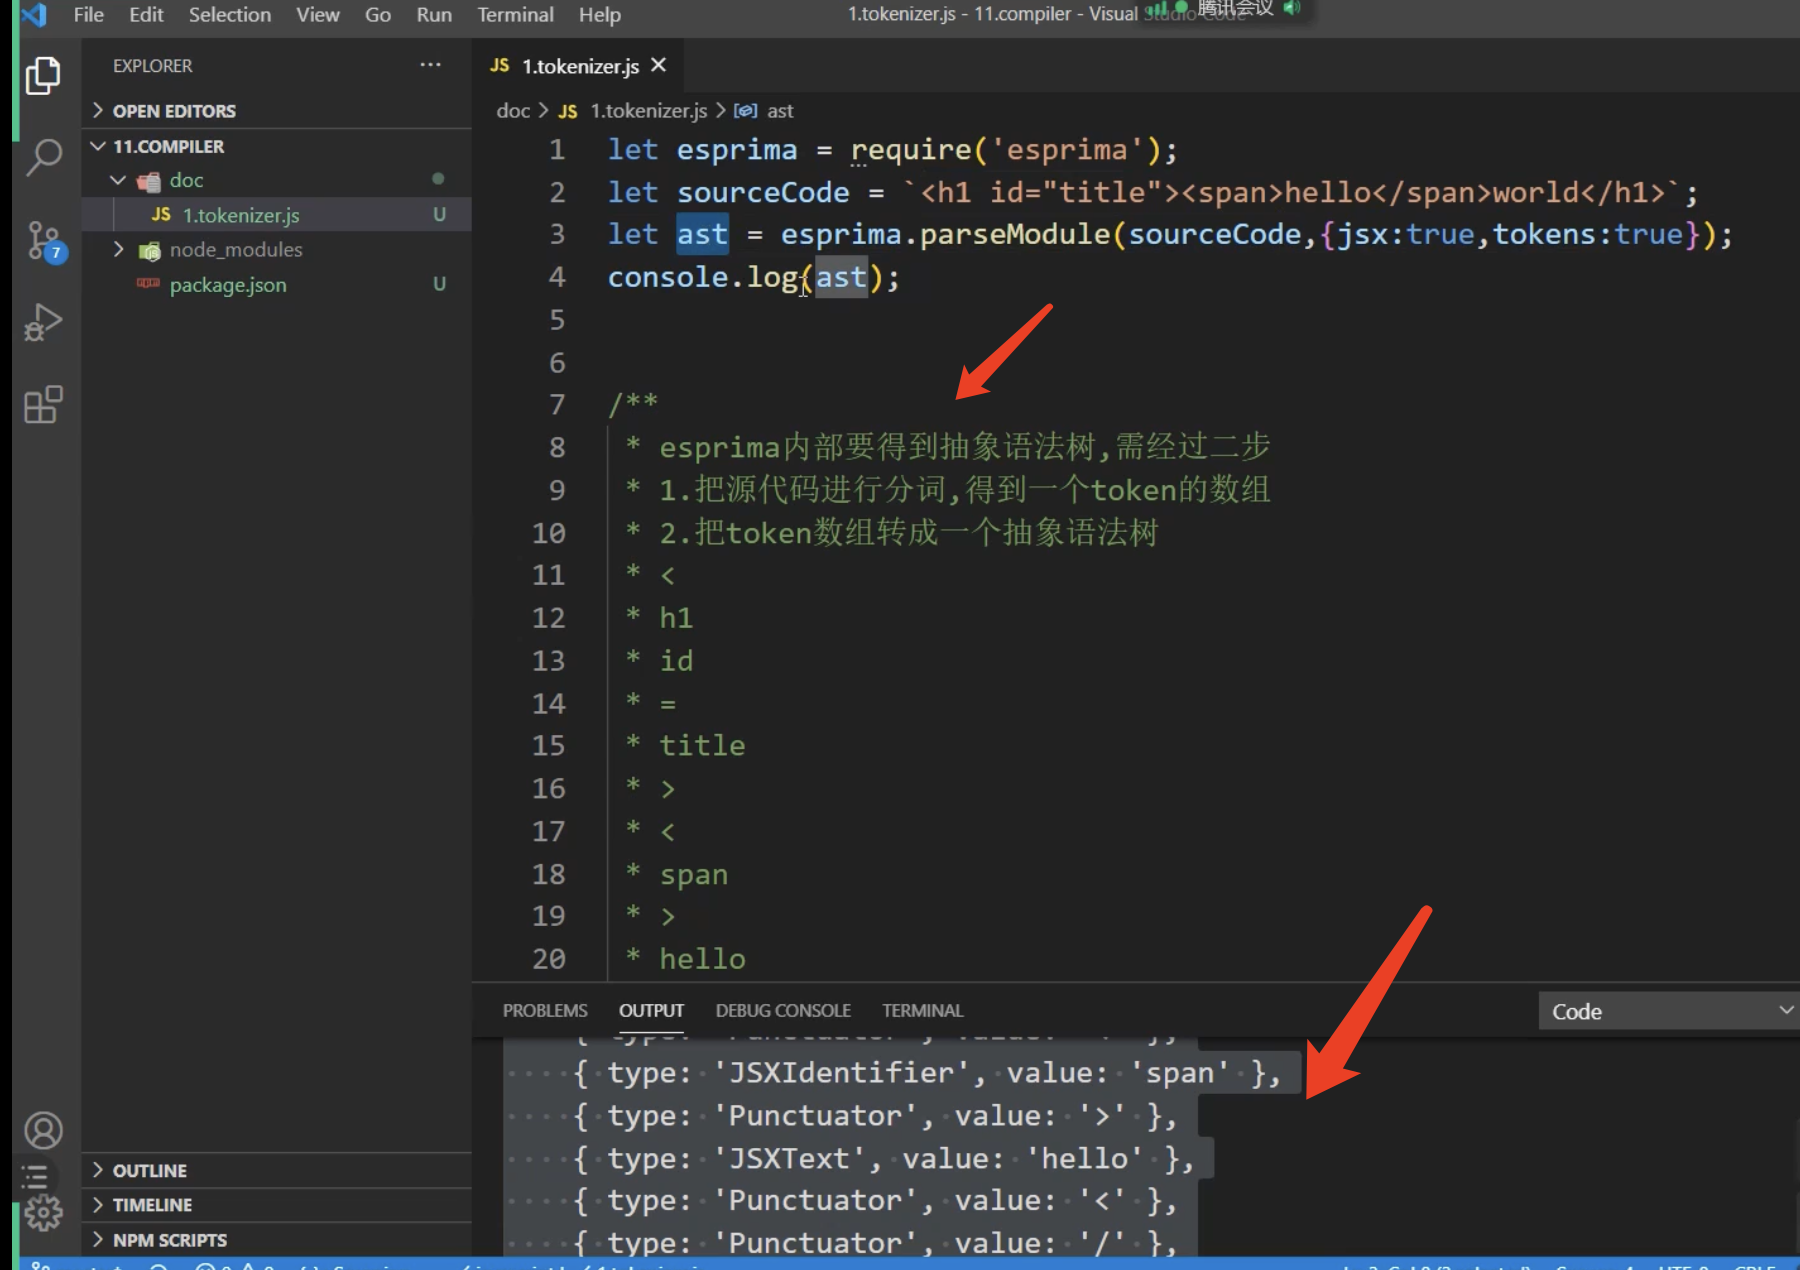 File Edit Selection View Go Run Terminal Help
1.tokenizer.js - 11.compiler - Visual Studio Code
腾讯会议
EXPLORER
OPEN EDITORS
11.COMPILER
doc
JS 1.tokenizer.js U
node_modules
package.json U
7
OUTLINE
TIMELINE
NPM SCRIPTS
JS 1.tokenizer.js
doc > JS 1.tokenizer.js > ast
1 let esprima = require('esprima');
2 let sourceCode = `<h1 id="title"><span>hello</span>world</h1>`;
3 let ast = esprima.parseModule(sourceCode,{jsx:true,tokens:true});
4 console.log(ast);
5
6
7 /**
8 * esprima内部要得到抽象语法树,需经过二步
9 * 1.把源代码进行分词,得到一个token的数组
10 * 2.把token数组转成一个抽象语法树
11 * <
12 * h1
13 * id
14 * =
15 * title
16 * >
17 * <
18 * span
19 * >
20 * hello
PROBLEMS OUTPUT DEBUG CONSOLE TERMINAL
Code
{ type: 'JSXIdentifier', value: 'span' },
{ type: 'Punctuator', value: '>' },
{ type: 'JSXText', value: 'hello' },
{ type: 'Punctuator', value: '<' },
{ type: 'Punctuator', value: '/' },